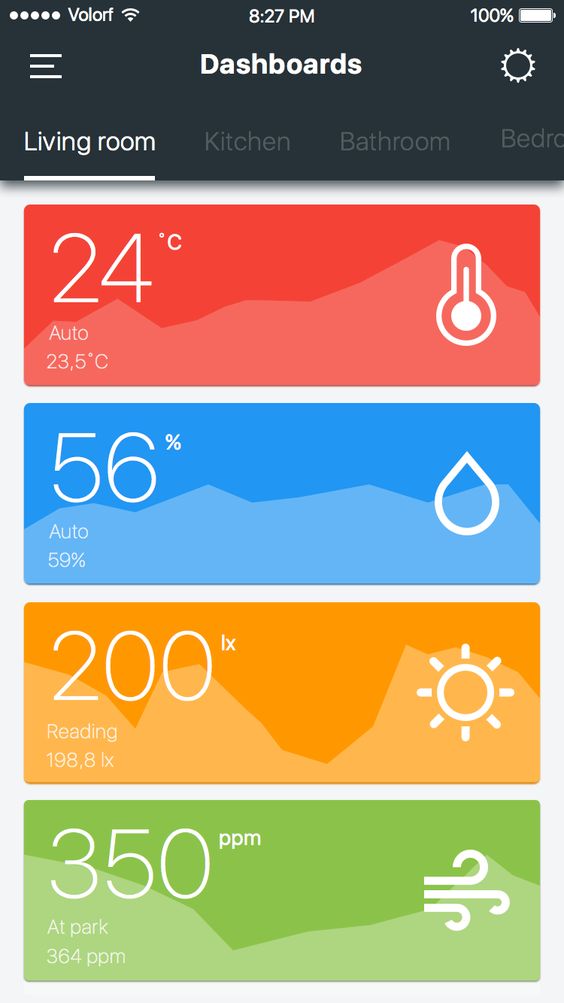 Volorf 8:27 PM 100%
Dashboards
Living room Kitchen Bathroom Bedro
24 °C
Auto
23,5˚C
56 %
Auto
59%
200 lx
Reading
198,8 lx
350 ppm
At park
364 ppm